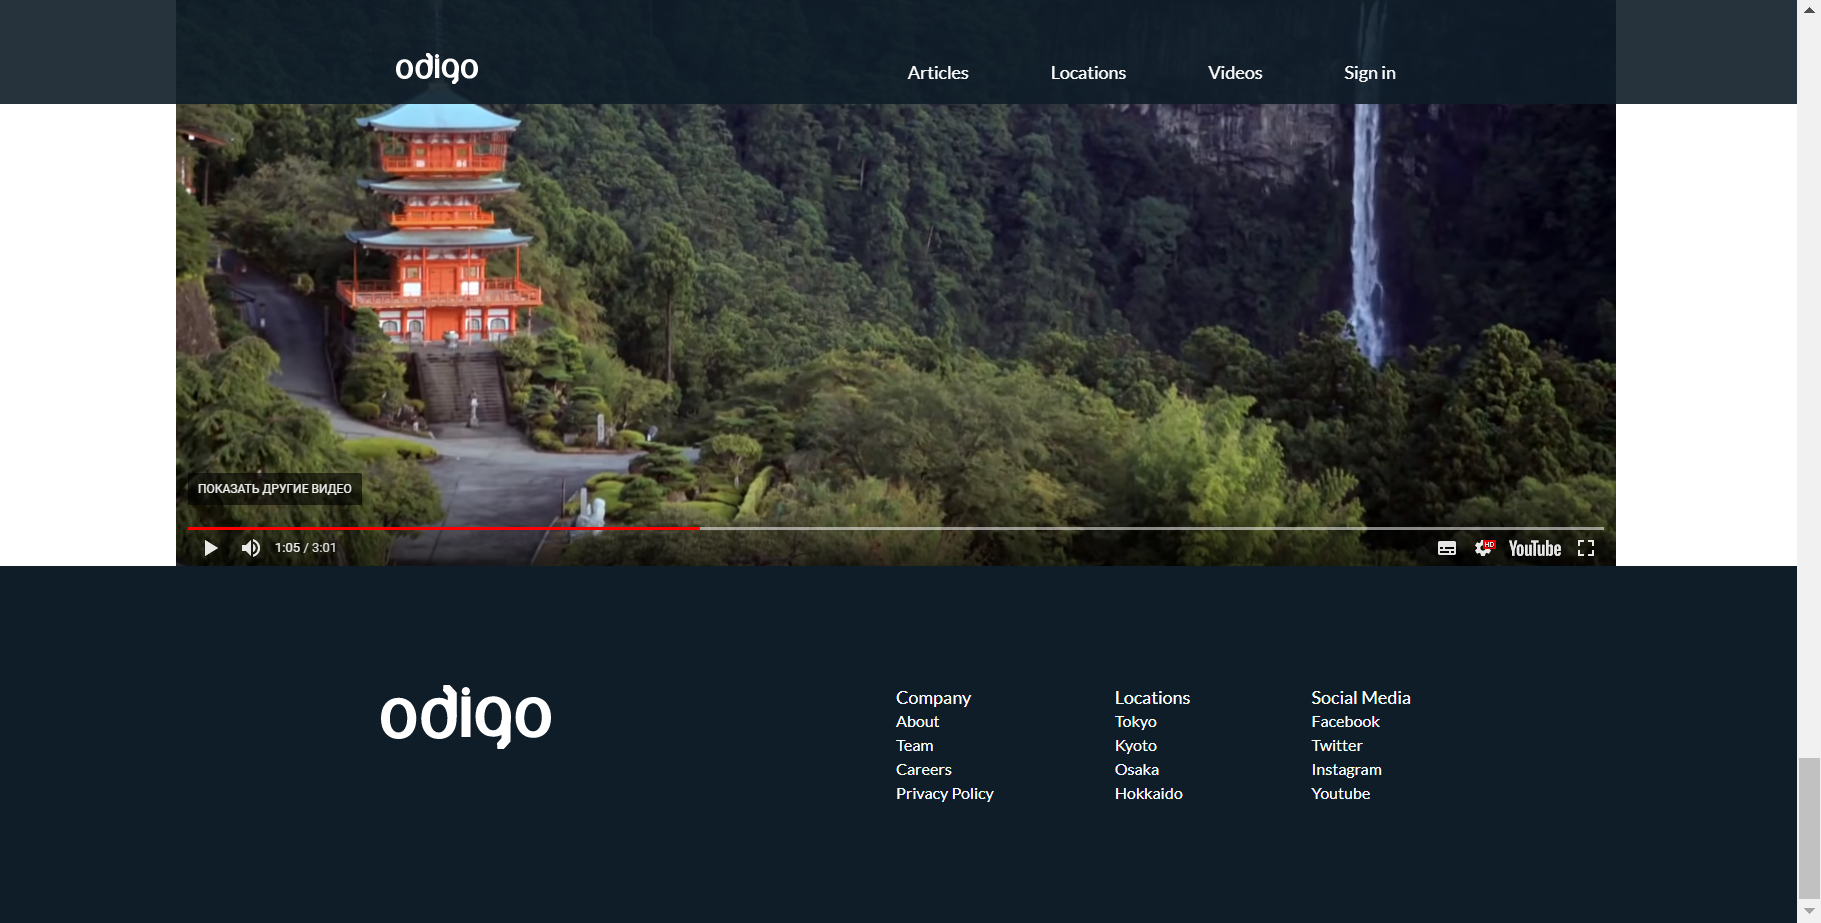 odigo
Articles
Locations
Videos
Sign in
ПОКАЗАТЬ ДРУГИЕ ВИДЕО
1:05 / 3:01
HD
YouTube
odigo
Company
About
Team
Careers
Privacy Policy
Locations
Tokyo
Kyoto
Osaka
Hokkaido
Social Media
Facebook
Twitter
Instagram
Youtube